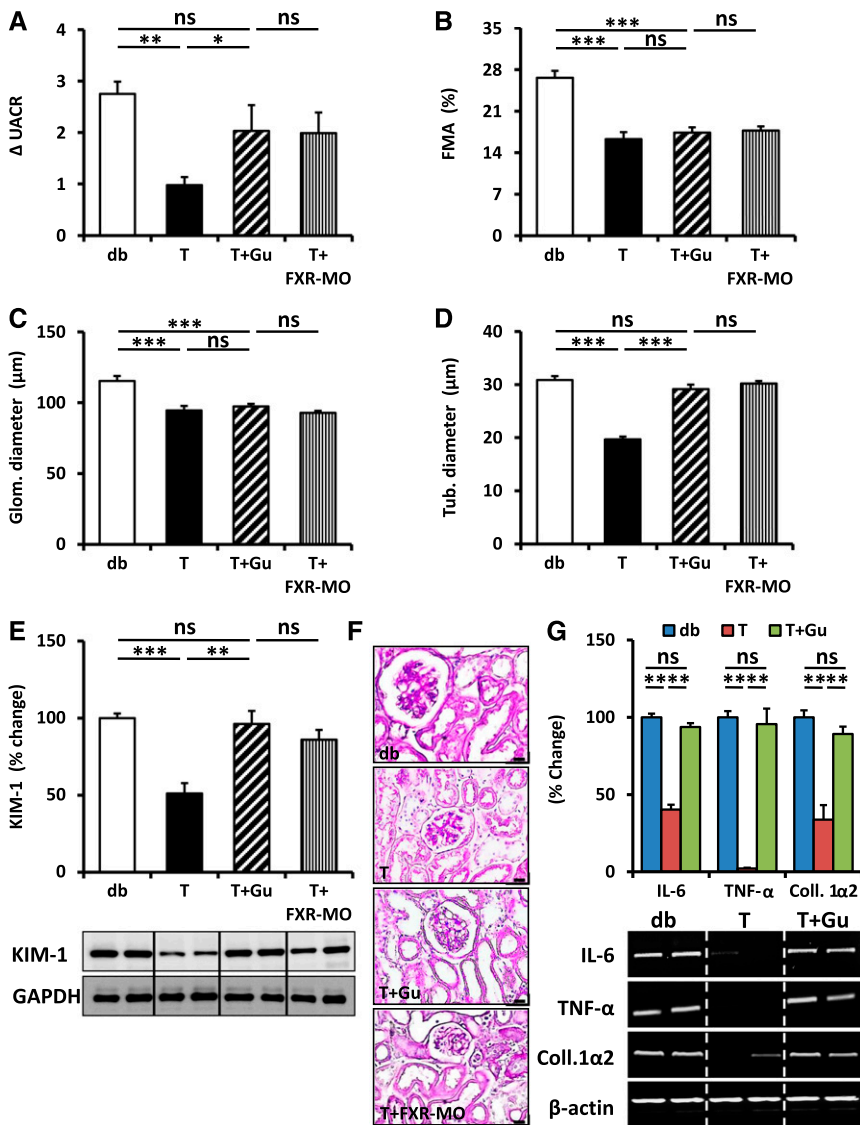 A
ns
ns
** *
4
3
2
1
0
Δ UACR
db T T+Gu T+
FXR-MO
B
***
ns
*** ns
35
28
21
14
7
0
FMA (%)
db T T+Gu T+
FXR-MO
C
***
ns
*** ns
150
100
50
0
Glom. diameter (μm)
db T T+Gu T+
FXR-MO
D
ns
ns
*** ***
40
30
20
10
0
Tub. diameter (μm)
db T T+Gu T+
FXR-MO
E
ns
ns
*** **
150
100
50
0
KIM-1 (% change)
db T T+Gu T+
FXR-MO
KIM-1
GAPDH
F
db
T
T+Gu
T+FXR-MO
G
db T T+Gu
ns ns ns
**** **** ****
150
100
50
0
(% Change)
IL-6 TNF-α Coll. 1α2
db T T+Gu
IL-6
TNF-α
Coll.1α2
β-actin